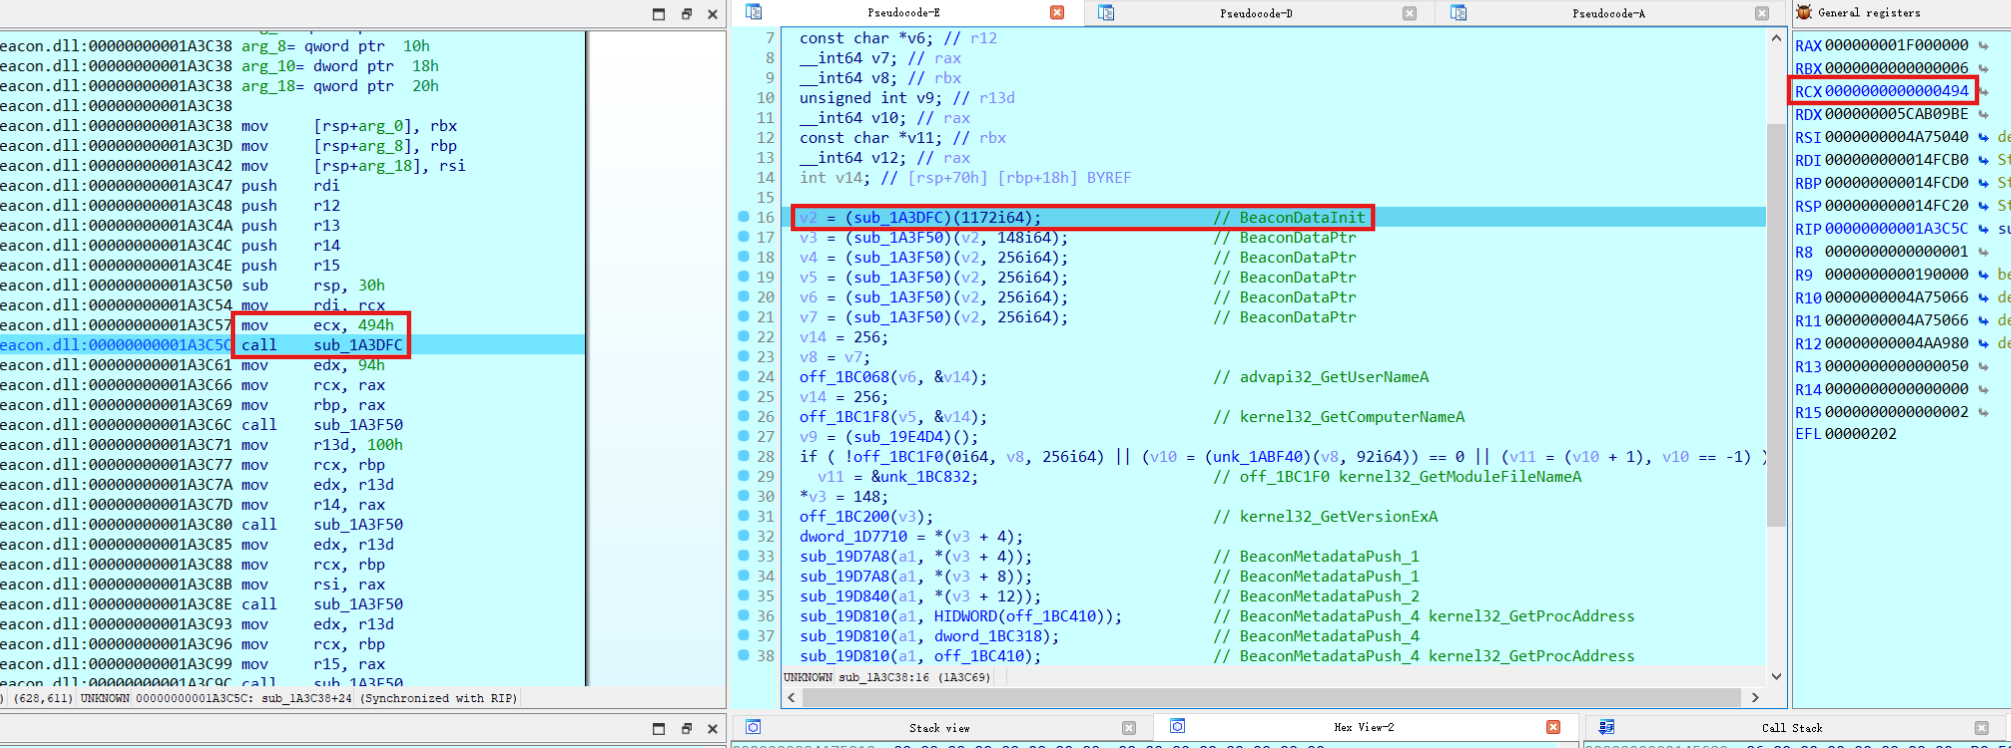 Pseudocode-E
Pseudocode-D
Pseudocode-A
General registers
eacon.dll:00000000001A3C38 arg_8= qword ptr  10h
eacon.dll:00000000001A3C38 arg_10= dword ptr  18h
eacon.dll:00000000001A3C38 arg_18= qword ptr  20h
eacon.dll:00000000001A3C38
eacon.dll:00000000001A3C38 mov [rsp+arg_0], rbx
eacon.dll:00000000001A3C3D mov [rsp+arg_8], rbp
eacon.dll:00000000001A3C42 mov [rsp+arg_18], rsi
eacon.dll:00000000001A3C47 push rdi
eacon.dll:00000000001A3C48 push r12
eacon.dll:00000000001A3C4A push r13
eacon.dll:00000000001A3C4C push r14
eacon.dll:00000000001A3C4E push r15
eacon.dll:00000000001A3C50 sub rsp, 30h
eacon.dll:00000000001A3C54 mov rdi, rcx
eacon.dll:00000000001A3C57 mov ecx, 494h
eacon.dll:00000000001A3C5C call sub_1A3DFC
eacon.dll:00000000001A3C61 mov edx, 94h
eacon.dll:00000000001A3C66 mov rcx, rax
eacon.dll:00000000001A3C69 mov rbp, rax
eacon.dll:00000000001A3C6C call sub_1A3F50
eacon.dll:00000000001A3C71 mov r13d, 100h
eacon.dll:00000000001A3C77 mov rcx, rbp
eacon.dll:00000000001A3C7A mov edx, r13d
eacon.dll:00000000001A3C7D mov r14, rax
eacon.dll:00000000001A3C80 call sub_1A3F50
eacon.dll:00000000001A3C85 mov edx, r13d
eacon.dll:00000000001A3C88 mov rcx, rbp
eacon.dll:00000000001A3C8B mov rsi, rax
eacon.dll:00000000001A3C8E call sub_1A3F50
eacon.dll:00000000001A3C93 mov edx, r13d
eacon.dll:00000000001A3C96 mov rcx, rbp
eacon.dll:00000000001A3C99 mov r15, rax
eacon.dll:00000000001A3C9C call sub_1A3F50
) (628,611) UNKNOWN 00000000001A3C5C: sub_1A3C38+24 (Synchronized with RIP)
7 const char *v6; // r12
8 __int64 v7; // rax
9 __int64 v8; // rbx
10 unsigned int v9; // r13d
11 __int64 v10; // rax
12 const char *v11; // rbx
13 __int64 v12; // rax
14 int v14; // [rsp+70h] [rbp+18h] BYREF
15
16 v2 = (sub_1A3DFC)(1172i64); // BeaconDataInit
17 v3 = (sub_1A3F50)(v2, 148i64); // BeaconDataPtr
18 v4 = (sub_1A3F50)(v2, 256i64); // BeaconDataPtr
19 v5 = (sub_1A3F50)(v2, 256i64); // BeaconDataPtr
20 v6 = (sub_1A3F50)(v2, 256i64); // BeaconDataPtr
21 v7 = (sub_1A3F50)(v2, 256i64); // BeaconDataPtr
22 v14 = 256;
23 v8 = v7;
24 off_1BC068(v6, &v14); // advapi32_GetUserNameA
25 v14 = 256;
26 off_1BC1F8(v5, &v14); // kernel32_GetComputerNameA
27 v9 = (sub_19E4D4)();
28 if ( !off_1BC1F0(0i64, v8, 256i64) || (v10 = (unk_1ABF40)(v8, 92i64)) == 0 || (v11 = (v10 + 1), v10 == -1) )
29 v11 = &unk_1BC832; // off_1BC1F0 kernel32_GetModuleFileNameA
30 *v3 = 148;
31 off_1BC200(v3); // kernel32_GetVersionExA
32 dword_1D7710 = *(v3 + 4);
33 sub_19D7A8(a1, *(v3 + 4)); // BeaconMetadataPush_1
34 sub_19D7A8(a1, *(v3 + 8)); // BeaconMetadataPush_1
35 sub_19D840(a1, *(v3 + 12)); // BeaconMetadataPush_2
36 sub_19D810(a1, HIDWORD(off_1BC410)); // BeaconMetadataPush_4 kernel32_GetProcAddress
37 sub_19D810(a1, dword_1BC318); // BeaconMetadataPush_4
38 sub_19D810(a1, off_1BC410); // BeaconMetadataPush_4 kernel32_GetProcAddress
UNKNOWN sub_1A3C38:16 (1A3C69)
RAX 000000001F000000
RBX 0000000000000006
RCX 0000000000000494
RDX 000000005CAB09BE
RSI 0000000004A75040 de
RDI 000000000014FCB0 St
RBP 000000000014FCD0 St
RSP 000000000014FC20 St
RIP 00000000001A3C5C su
R8 0000000000000001
R9 0000000000190000 be
R10 0000000004A75066 de
R11 0000000004A75066 de
R12 00000000004AA980 de
R13 0000000000000050
R14 0000000000000000
R15 0000000000000002
EFL 00000202
Stack view
Hex View-2
Call Stack